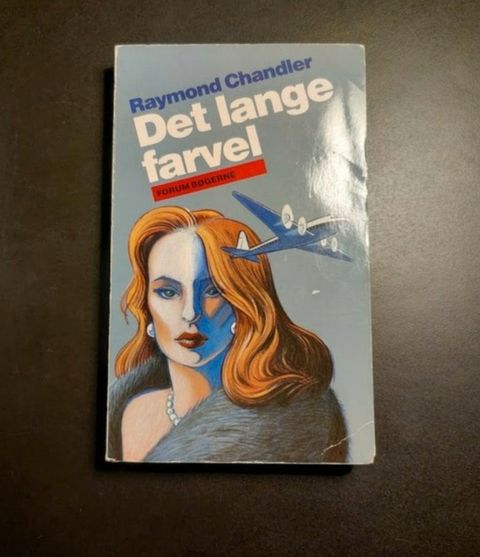 Raymond Chandler
Det lange
farvel
FORUM BØGERNE